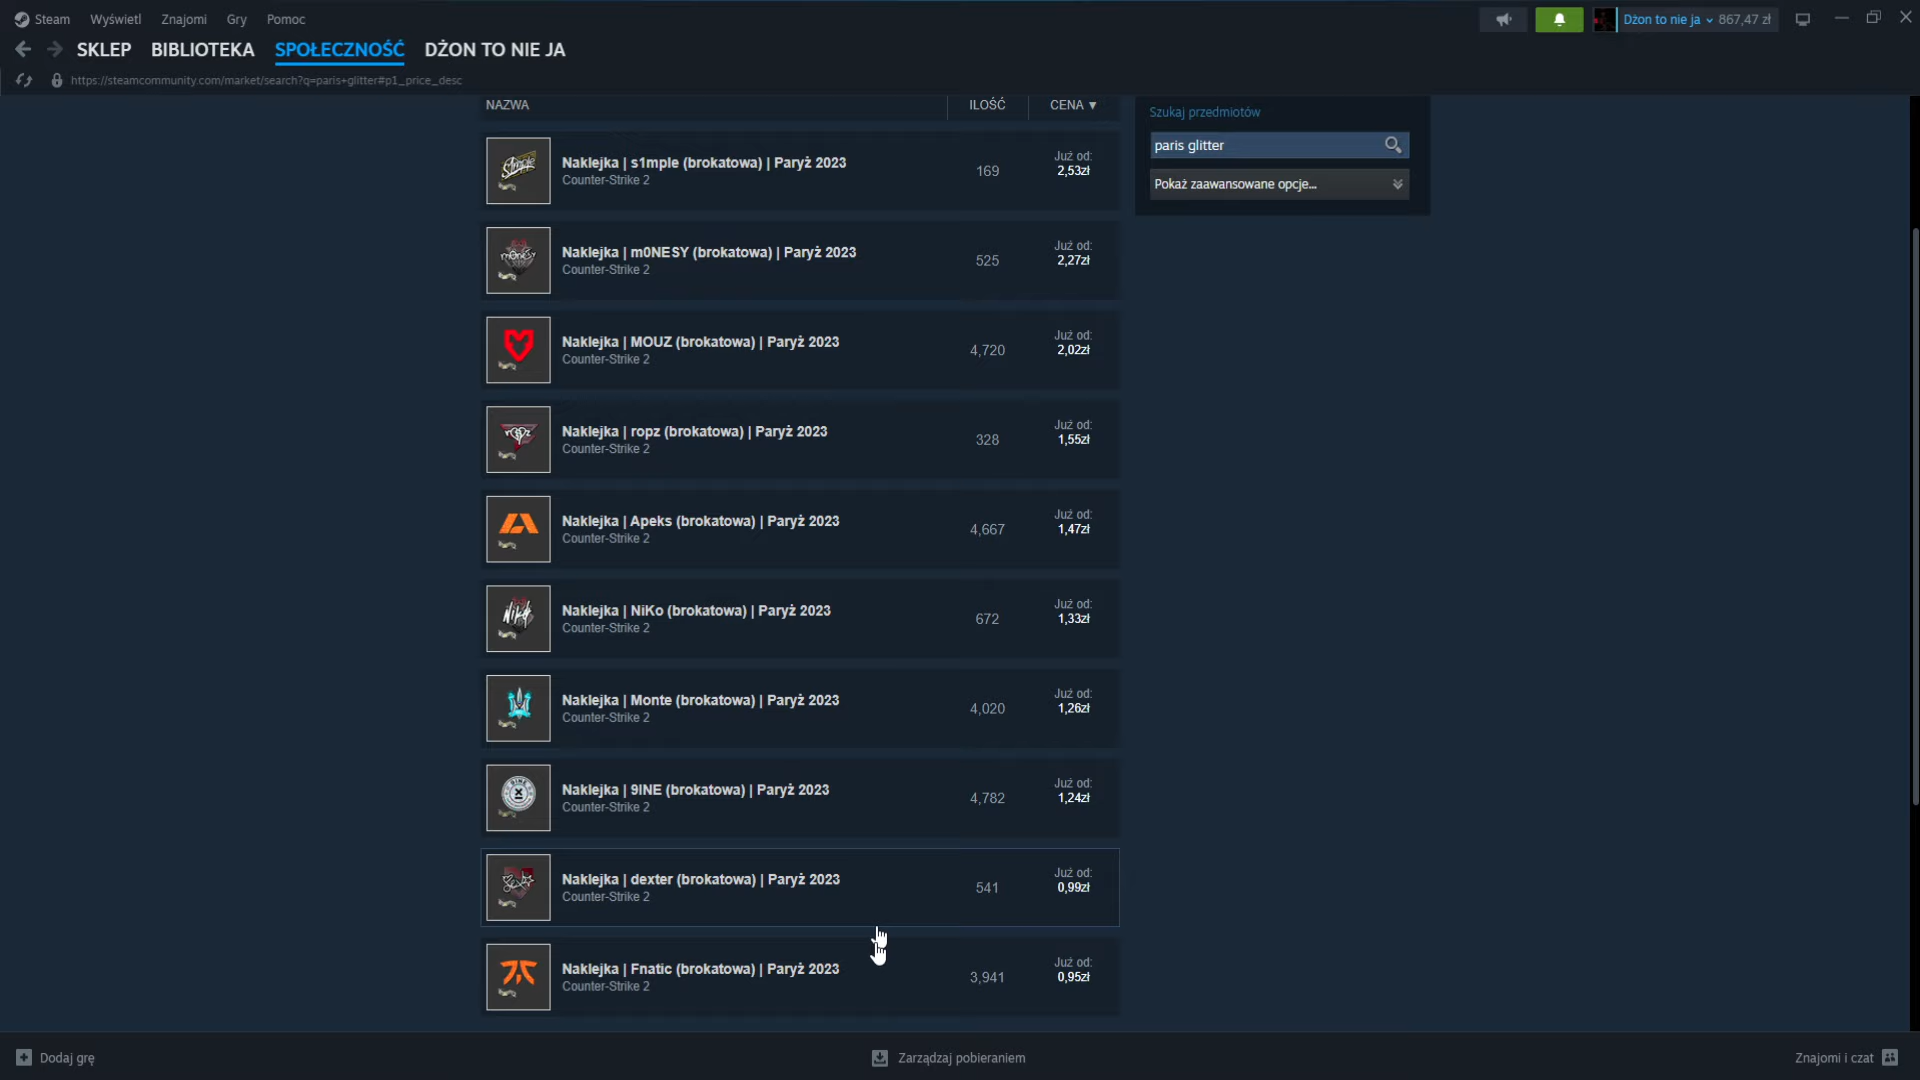 Steam Wyświetl Znajomi Gry Pomoc
Dżon to nie ja 867,47 zł
SKLEP BIBLIOTEKA SPOŁECZNOŚĆ DŻON TO NIE JA
https://steamcommunity.com/market/search?q=paris+glitter#p1_price_desc
NAZWA ILOŚĆ CENA ▼
Szukaj przedmiotów
paris glitter
Pokaż zaawansowane opcje...
Naklejka | s1mple (brokatowa) | Paryż 2023
Counter-Strike 2
169
Już od:
2,53zł
Naklejka | m0NESY (brokatowa) | Paryż 2023
Counter-Strike 2
525
Już od:
2,27zł
Naklejka | MOUZ (brokatowa) | Paryż 2023
Counter-Strike 2
4,720
Już od:
2,02zł
Naklejka | ropz (brokatowa) | Paryż 2023
Counter-Strike 2
328
Już od:
1,55zł
Naklejka | Apeks (brokatowa) | Paryż 2023
Counter-Strike 2
4,667
Już od:
1,47zł
Naklejka | NiKo (brokatowa) | Paryż 2023
Counter-Strike 2
672
Już od:
1,33zł
Naklejka | Monte (brokatowa) | Paryż 2023
Counter-Strike 2
4,020
Już od:
1,26zł
Naklejka | 9INE (brokatowa) | Paryż 2023
Counter-Strike 2
4,782
Już od:
1,24zł
Naklejka | dexter (brokatowa) | Paryż 2023
Counter-Strike 2
541
Już od:
0,99zł
Naklejka | Fnatic (brokatowa) | Paryż 2023
Counter-Strike 2
3,941
Już od:
0,95zł
Dodaj grę
Zarządzaj pobieraniem
Znajomi i czat